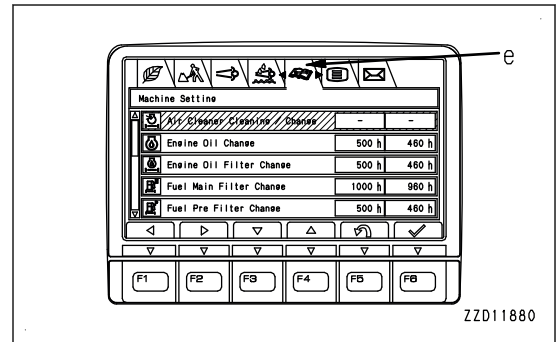 e
Machine Setting
Air Cleaner Cleaning / Change - -
Engine Oil Change 500 h 460 h
Engine Oil Filter Change 500 h 460 h
Fuel Main Filter Change 1000 h 960 h
Fuel Pre Filter Change 500 h 460 h
F1 F2 F3 F4 F5 F6
ZZD11880